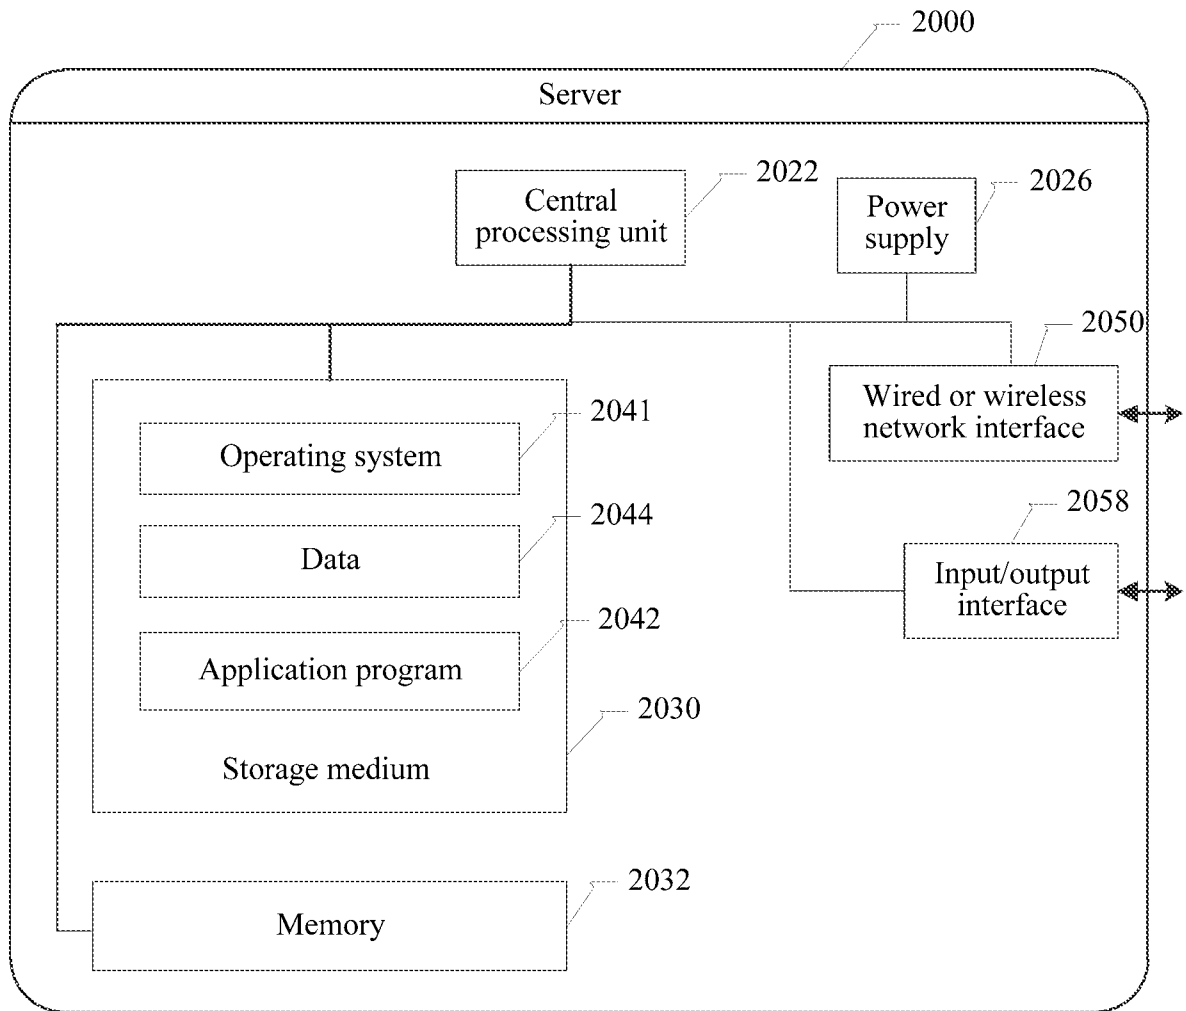 2000
Server
2022
Central
processing unit
2026
Power
supply
2050
Wired or wireless
network interface
2041
Operating system
2044
Data
2058
Input/output
interface
2042
Application program
2030
Storage medium
2032
Memory